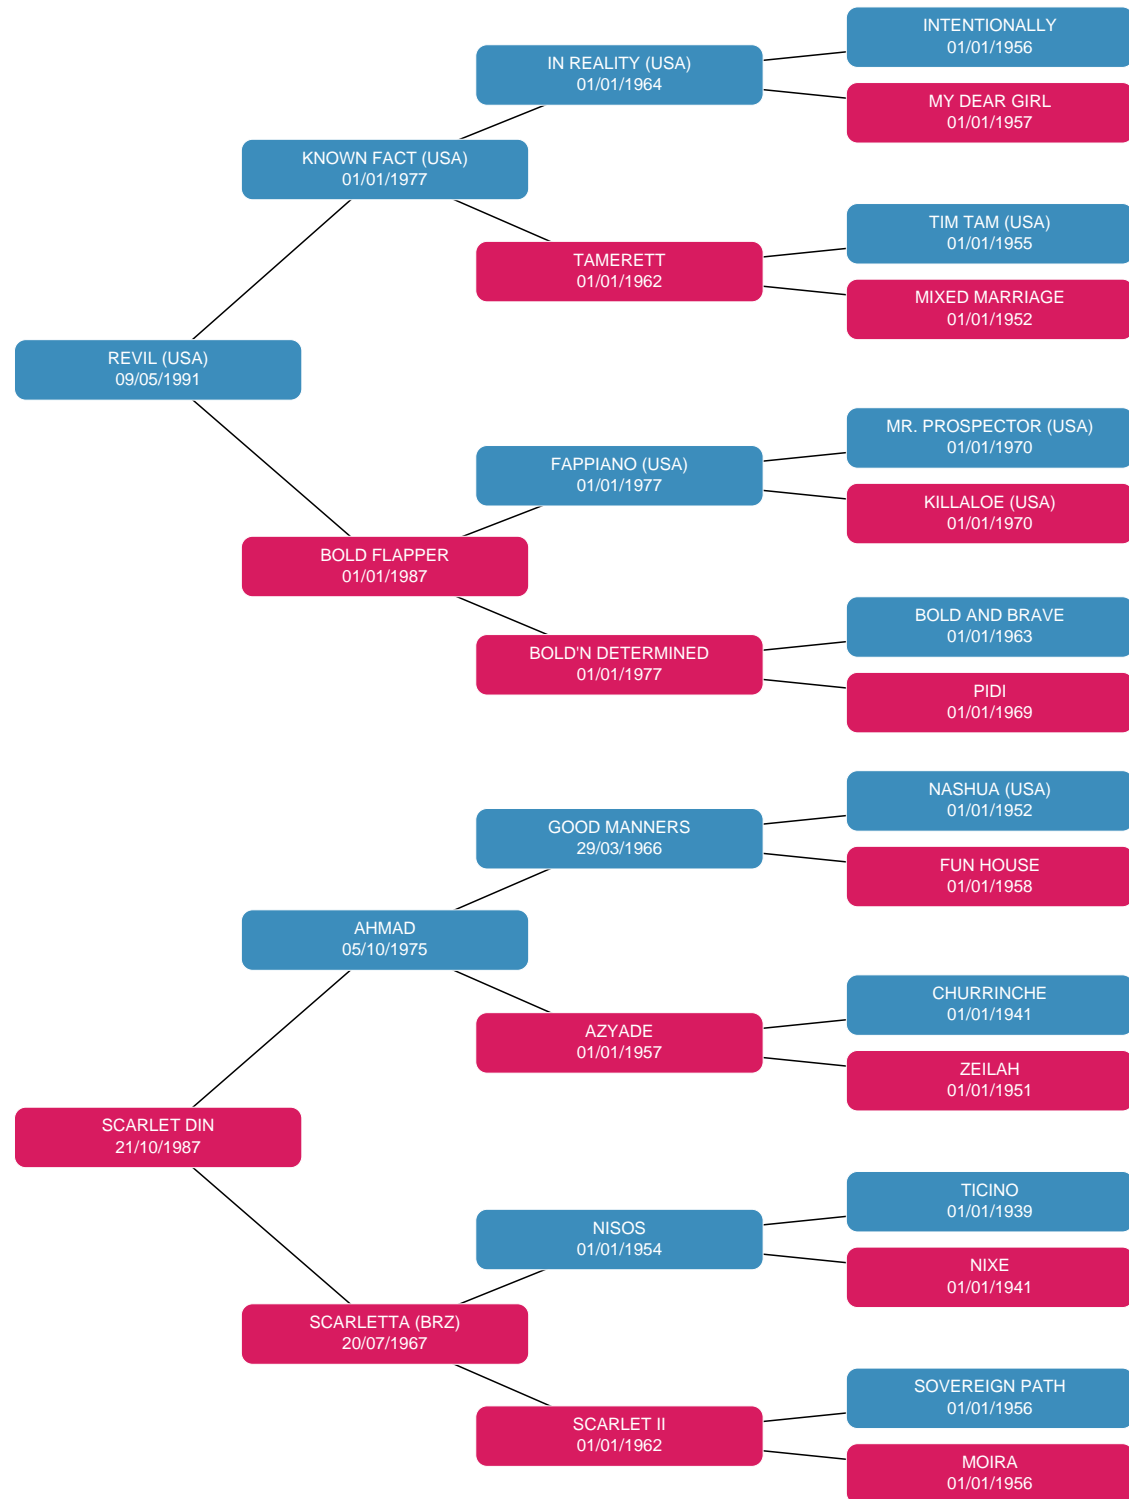 INTENTIONALLY
01/01/1956
IN REALITY (USA)
01/01/1964
MY DEAR GIRL
01/01/1957
KNOWN FACT (USA)
01/01/1977
TIM TAM (USA)
01/01/1955
TAMERETT
01/01/1962
MIXED MARRIAGE
01/01/1952
REVIL (USA)
09/05/1991
MR. PROSPECTOR (USA)
01/01/1970
FAPPIANO (USA)
01/01/1977
KILLALOE (USA)
01/01/1970
BOLD FLAPPER
01/01/1987
BOLD AND BRAVE
01/01/1963
BOLD'N DETERMINED
01/01/1977
PIDI
01/01/1969
NASHUA (USA)
01/01/1952
GOOD MANNERS
29/03/1966
FUN HOUSE
01/01/1958
AHMAD
05/10/1975
CHURRINCHE
01/01/1941
AZYADE
01/01/1957
ZEILAH
01/01/1951
SCARLET DIN
21/10/1987
TICINO
01/01/1939
NISOS
01/01/1954
NIXE
01/01/1941
SCARLETTA (BRZ)
20/07/1967
SOVEREIGN PATH
01/01/1956
SCARLET II
01/01/1962
MOIRA
01/01/1956